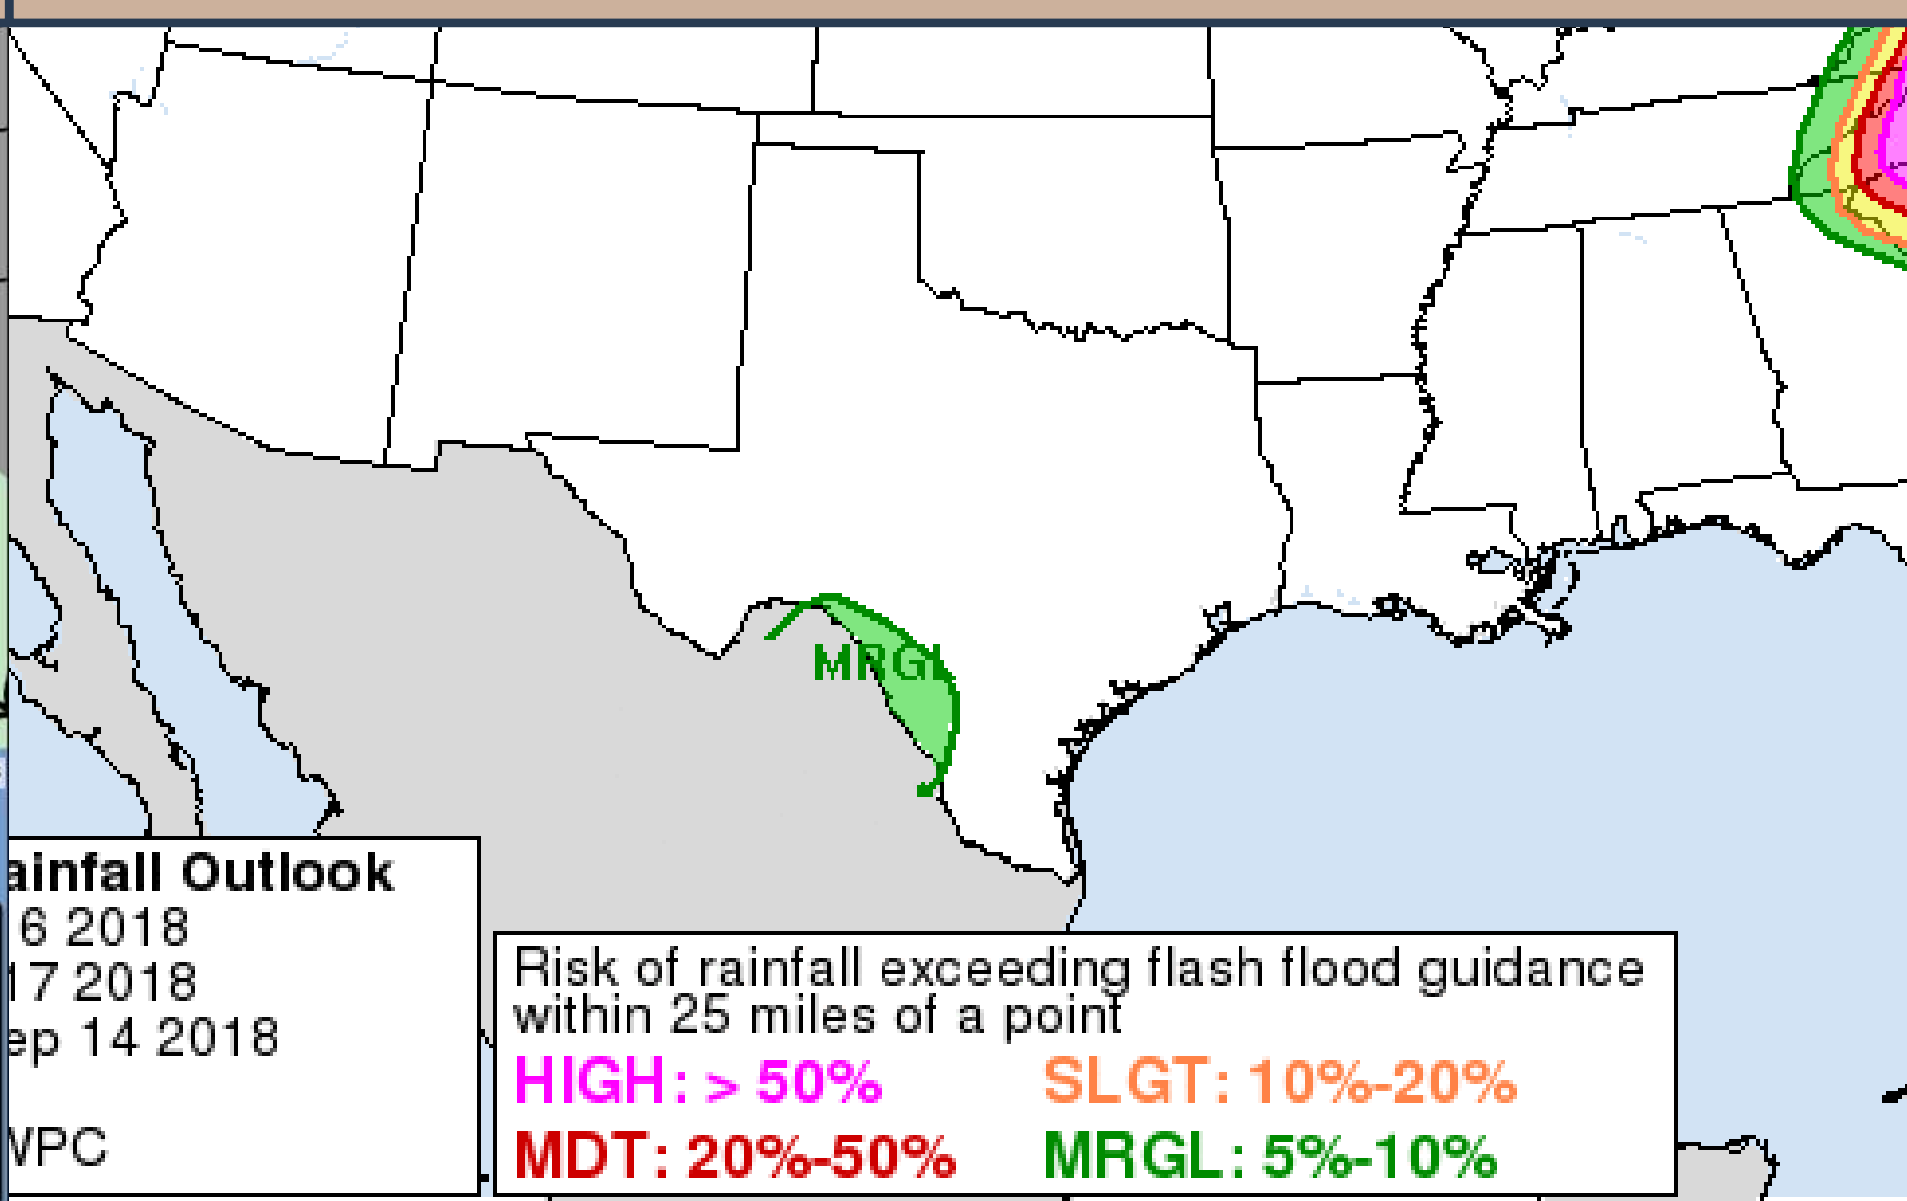 MRGL
ainfall Outlook
6 2018
17 2018
ep 14 2018
WPC
Risk of rainfall exceeding flash flood guidance
within 25 miles of a point
HIGH: > 50% SLGT: 10%-20%
MDT: 20%-50% MRGL: 5%-10%